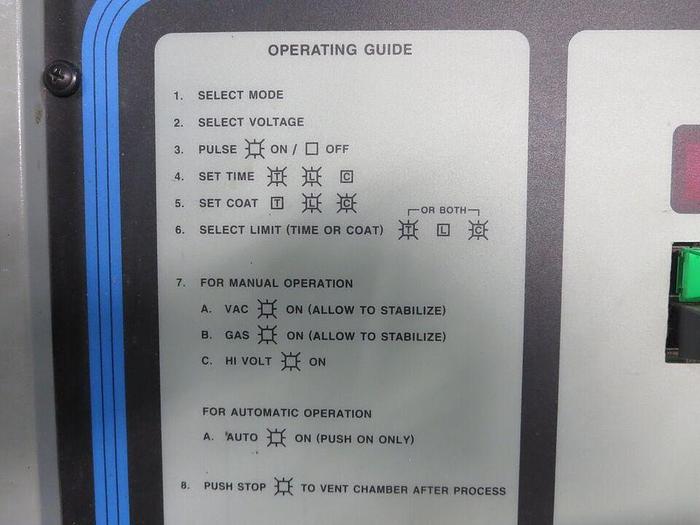 OPERATING GUIDE
1. SELECT MODE
2. SELECT VOLTAGE
3. PULSE ON / OFF
4. SET TIME T L C
5. SET COAT T L C
OR BOTH
6. SELECT LIMIT (TIME OR COAT) T L C
7. FOR MANUAL OPERATION
A. VAC ON (ALLOW TO STABILIZE)
B. GAS ON (ALLOW TO STABILIZE)
C. HI VOLT ON
FOR AUTOMATIC OPERATION
A. AUTO ON (PUSH ON ONLY)
8. PUSH STOP TO VENT CHAMBER AFTER PROCESS